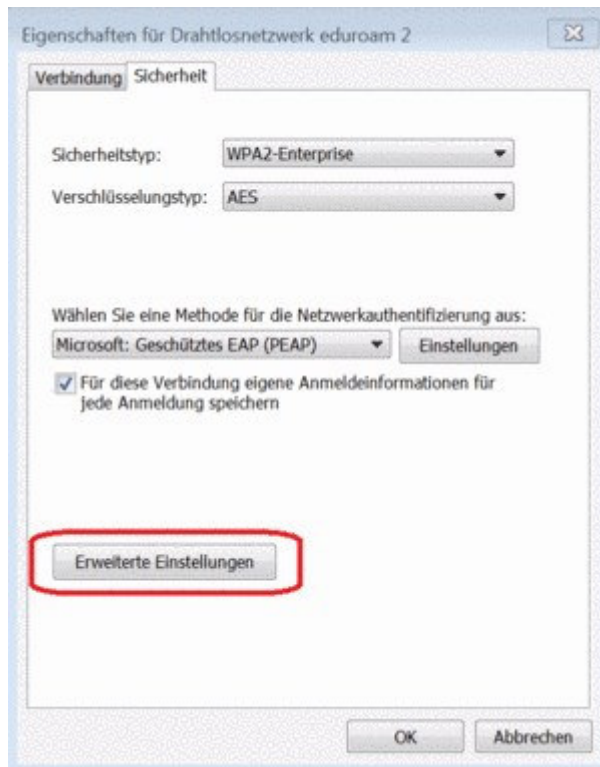 Eigenschaften für Drahtlosnetzwerk eduroam 2
Verbindung Sicherheit
Sicherheitstyp: WPA2-Enterprise
Verschlüsselungstyp: AES
Wählen Sie eine Methode für die Netzwerkauthentifizierung aus:
Microsoft: Geschütztes EAP (PEAP) Einstellungen
Für diese Verbindung eigene Anmeldeinformationen für
jede Anmeldung speichern
Erweiterte Einstellungen
OK Abbrechen